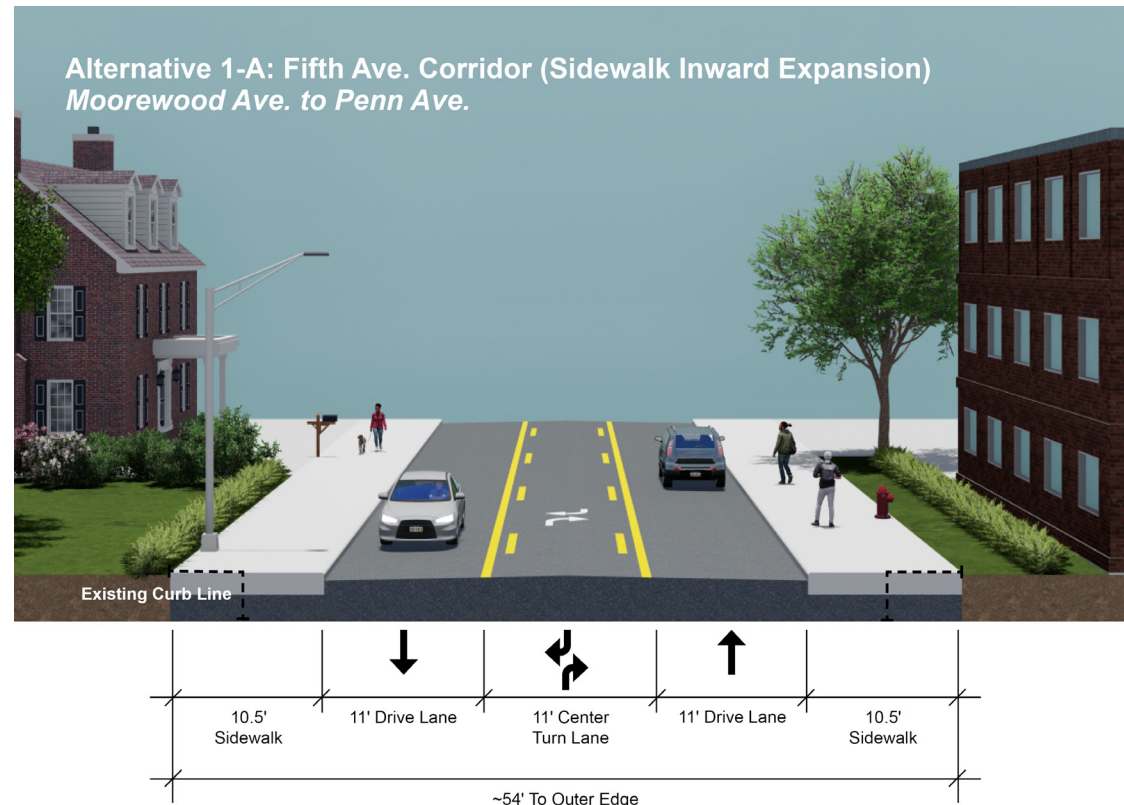 Alternative 1-A: Fifth Ave. Corridor (Sidewalk Inward Expansion)
Moorewood Ave. to Penn Ave.
Existing Curb Line
10.5'
Sidewalk
11' Drive Lane
11' Center
Turn Lane
11' Drive Lane
10.5'
Sidewalk
~54' To Outer Edge